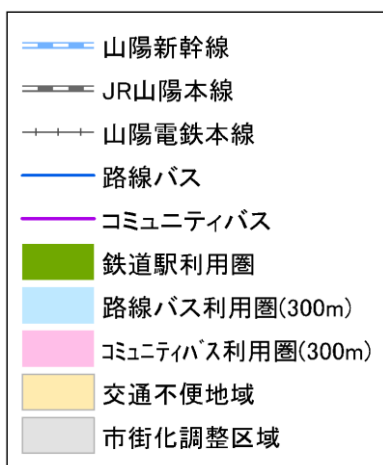 山陽新幹線
JR山陽本線
山陽電鉄本線
路線バス
コミュニティバス
鉄道駅利用圏
路線バス利用圏(300m)
コミュニティバス利用圏(300m)
交通不便地域
市街化調整区域